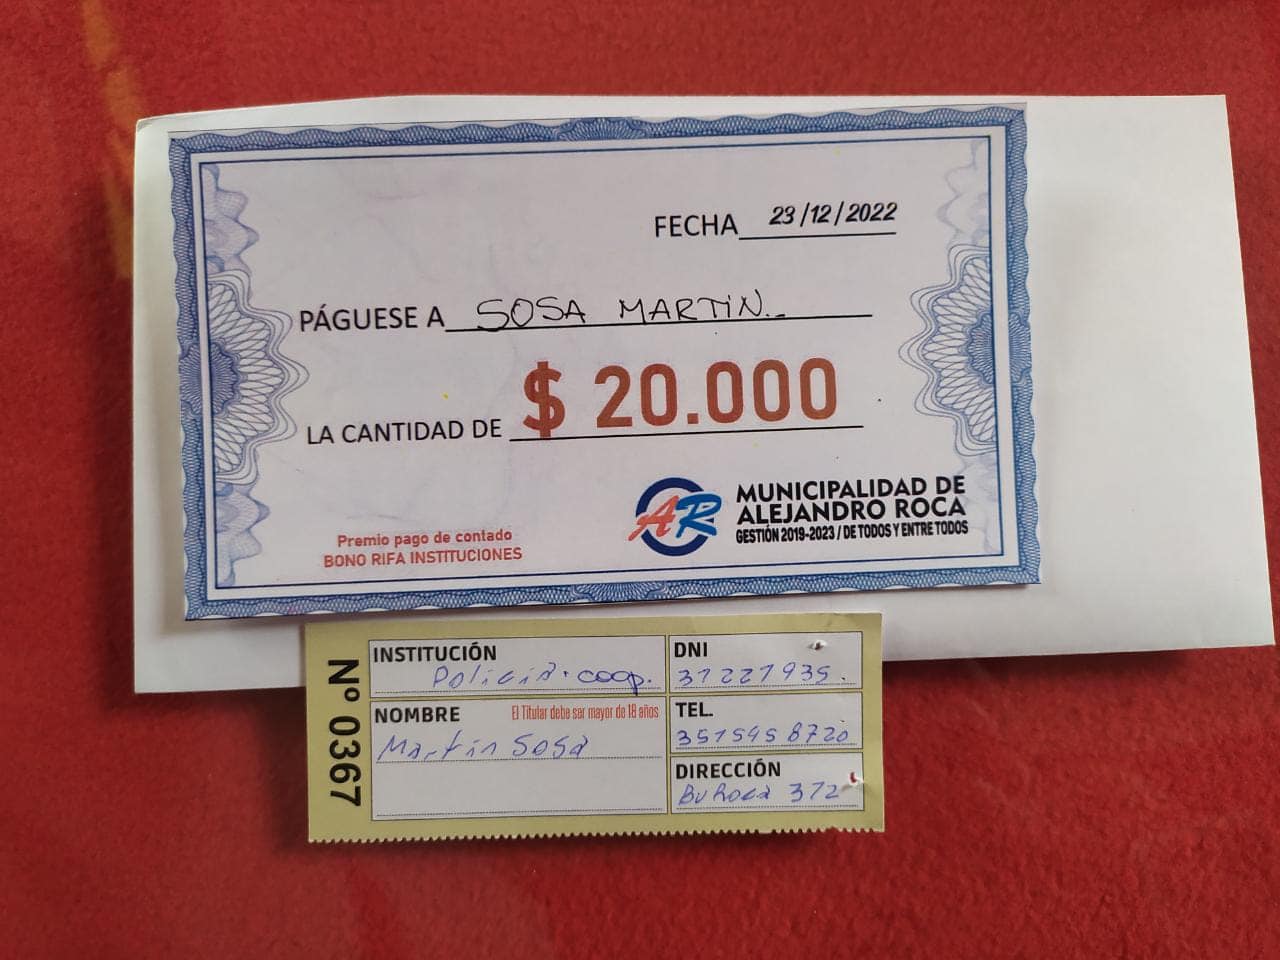 FECHA 23/12/2022
PÁGUESE A SOSA MARTIN.
LA CANTIDAD DE $ 20.000
Premio pago de contado
BONO RIFA INSTITUCIONES
AR
MUNICIPALIDAD DE
ALEJANDRO ROCA
GESTIÓN 2019-2023 / DE TODOS Y ENTRE TODOS
Nº 0367
INSTITUCIÓN
Policia. coop.
NOMBRE El Titular debe ser mayor de 18 años
Martin Sosa
DNI
31221935.
TEL.
3515458720
DIRECCIÓN
Bv Roca 372